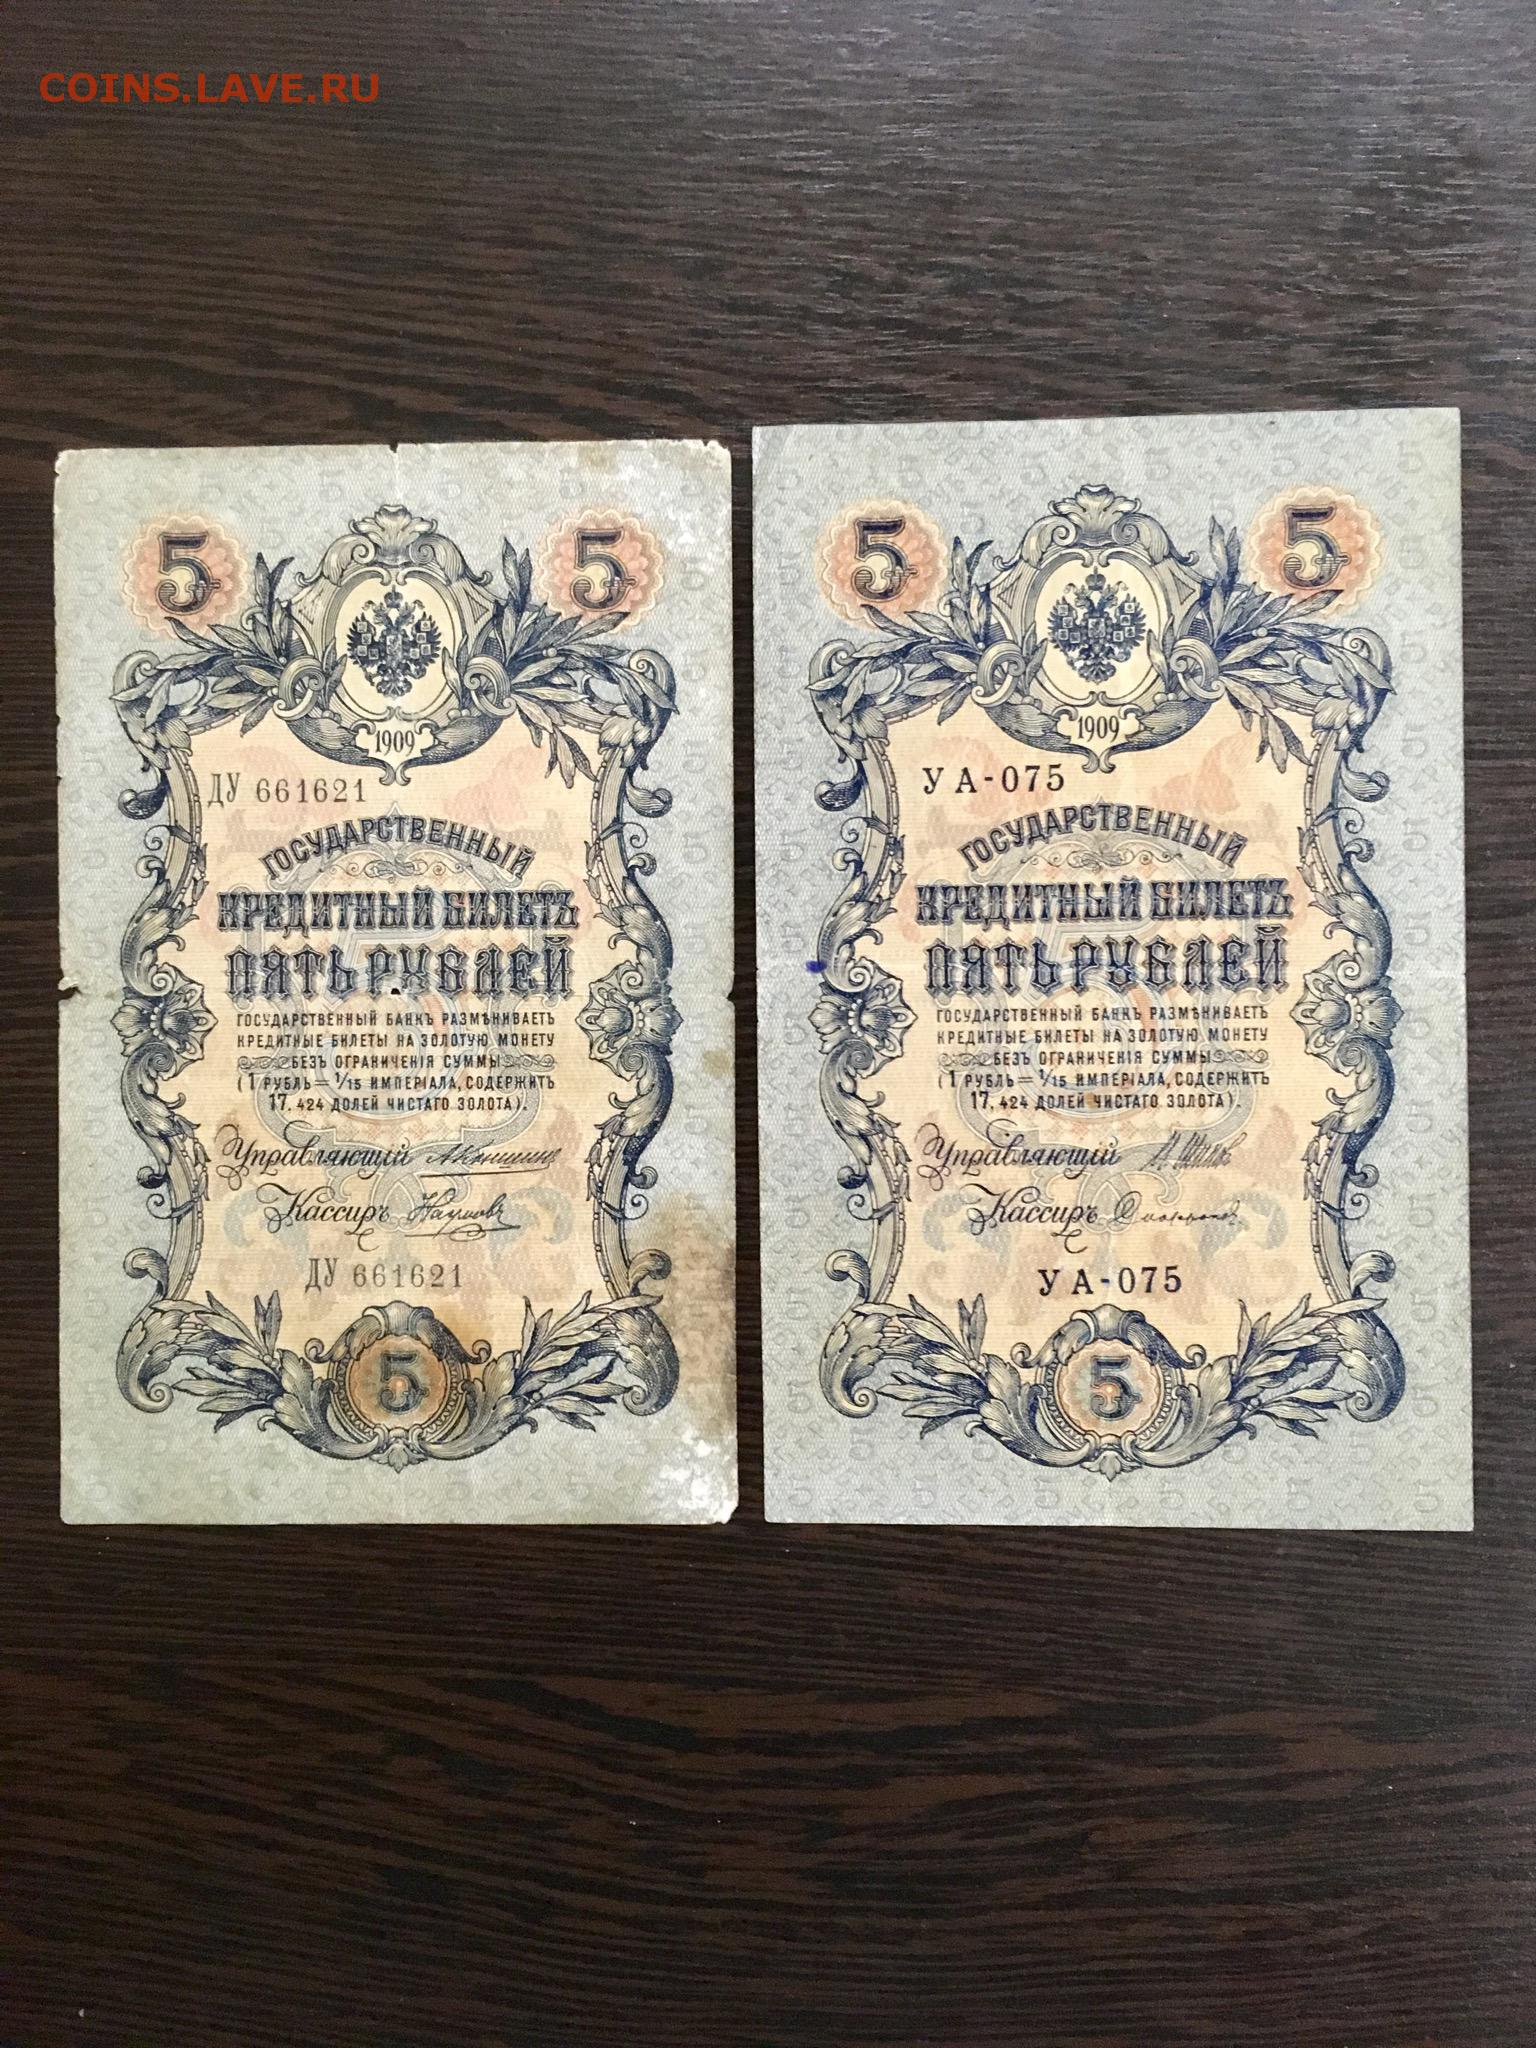 COINS.LAVE.RU
5 5
1909
ДУ 661621
ГОСУДАРСТВЕННЫЙ
КРЕДИТНЫЙ БИЛЕТЪ
ПЯТЬ РУБЛЕЙ
ГОСУДАРСТВЕННЫЙ БАНКЪ РАЗМѢНИВАЕТЪ
КРЕДИТНЫЕ БИЛЕТЫ НА ЗОЛОТУЮ МОНЕТУ
БЕЗЪ ОГРАНИЧЕНІЯ СУММЫ
(1 РУБЛЬ = 1/15 ИМПЕРІАЛА, СОДЕРЖИТЪ
17,424 ДОЛЕЙ ЧИСТАГО ЗОЛОТА).
Управляющій
Кассиръ Наумовъ
ДУ 661621
5
5 5
1909
УА-075
ГОСУДАРСТВЕННЫЙ
КРЕДИТНЫЙ БИЛЕТЪ
ПЯТЬ РУБЛЕЙ
ГОСУДАРСТВЕННЫЙ БАНКЪ РАЗМѢНИВАЕТЪ
КРЕДИТНЫЕ БИЛЕТЫ НА ЗОЛОТУЮ МОНЕТУ
БЕЗЪ ОГРАНИЧЕНІЯ СУММЫ
(1 РУБЛЬ = 1/15 ИМПЕРІАЛА, СОДЕРЖИТЪ
17,424 ДОЛЕЙ ЧИСТАГО ЗОЛОТА).
Управляющій
Кассиръ
УА-075
5